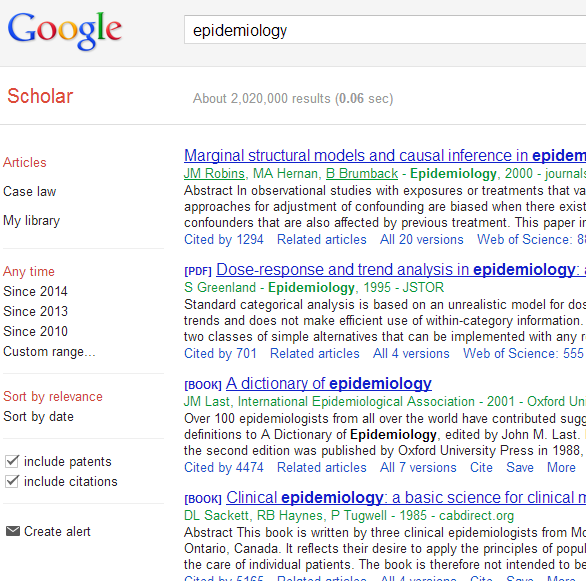 Google
epidemiology
Scholar
About 2,020,000 results (0.06 sec)
Articles
Case law
My library
Any time
Since 2014
Since 2013
Since 2010
Custom range...
Sort by relevance
Sort by date
include patents
include citations
Create alert
Marginal structural models and causal inference in epidem
JM Robins, MA Hernan, B Brumback - Epidemiology, 2000 - journals
Abstract In observational studies with exposures or treatments that va
approaches for adjustment of confounding are biased when there exist
confounders that are also affected by previous treatment. This paper in
Cited by 1294 Related articles All 20 versions Web of Science: 8
[PDF] Dose-response and trend analysis in epidemiology: a
S Greenland - Epidemiology, 1995 - JSTOR
Standard categorical analysis is based on an unrealistic model for dos
trends and does not make efficient use of within-category information.
two classes of simple alternatives that can be implemented with any r
Cited by 701 Related articles All 4 versions Web of Science: 555
[BOOK] A dictionary of epidemiology
JM Last, International Epidemiological Association - 2001 - Oxford Uni
Over 100 epidemiologists from all over the world have contributed sugg
definitions to A Dictionary of Epidemiology, edited by John M. Last.
the second edition was published by Oxford University Press in 1988,
Cited by 4474 Related articles All 7 versions Cite Save More
[BOOK] Clinical epidemiology: a basic science for clinical m
DL Sackett, RB Haynes, P Tugwell - 1985 - cabdirect.org
Abstract This book is written by three clinical epidemiologists from Mc
Ontario, Canada. It reflects their desire to apply the principles of popul
the care of individual patients. The book is therefore not intended to be
Cited by 5165 Related articles All 4 versions Cite Save More